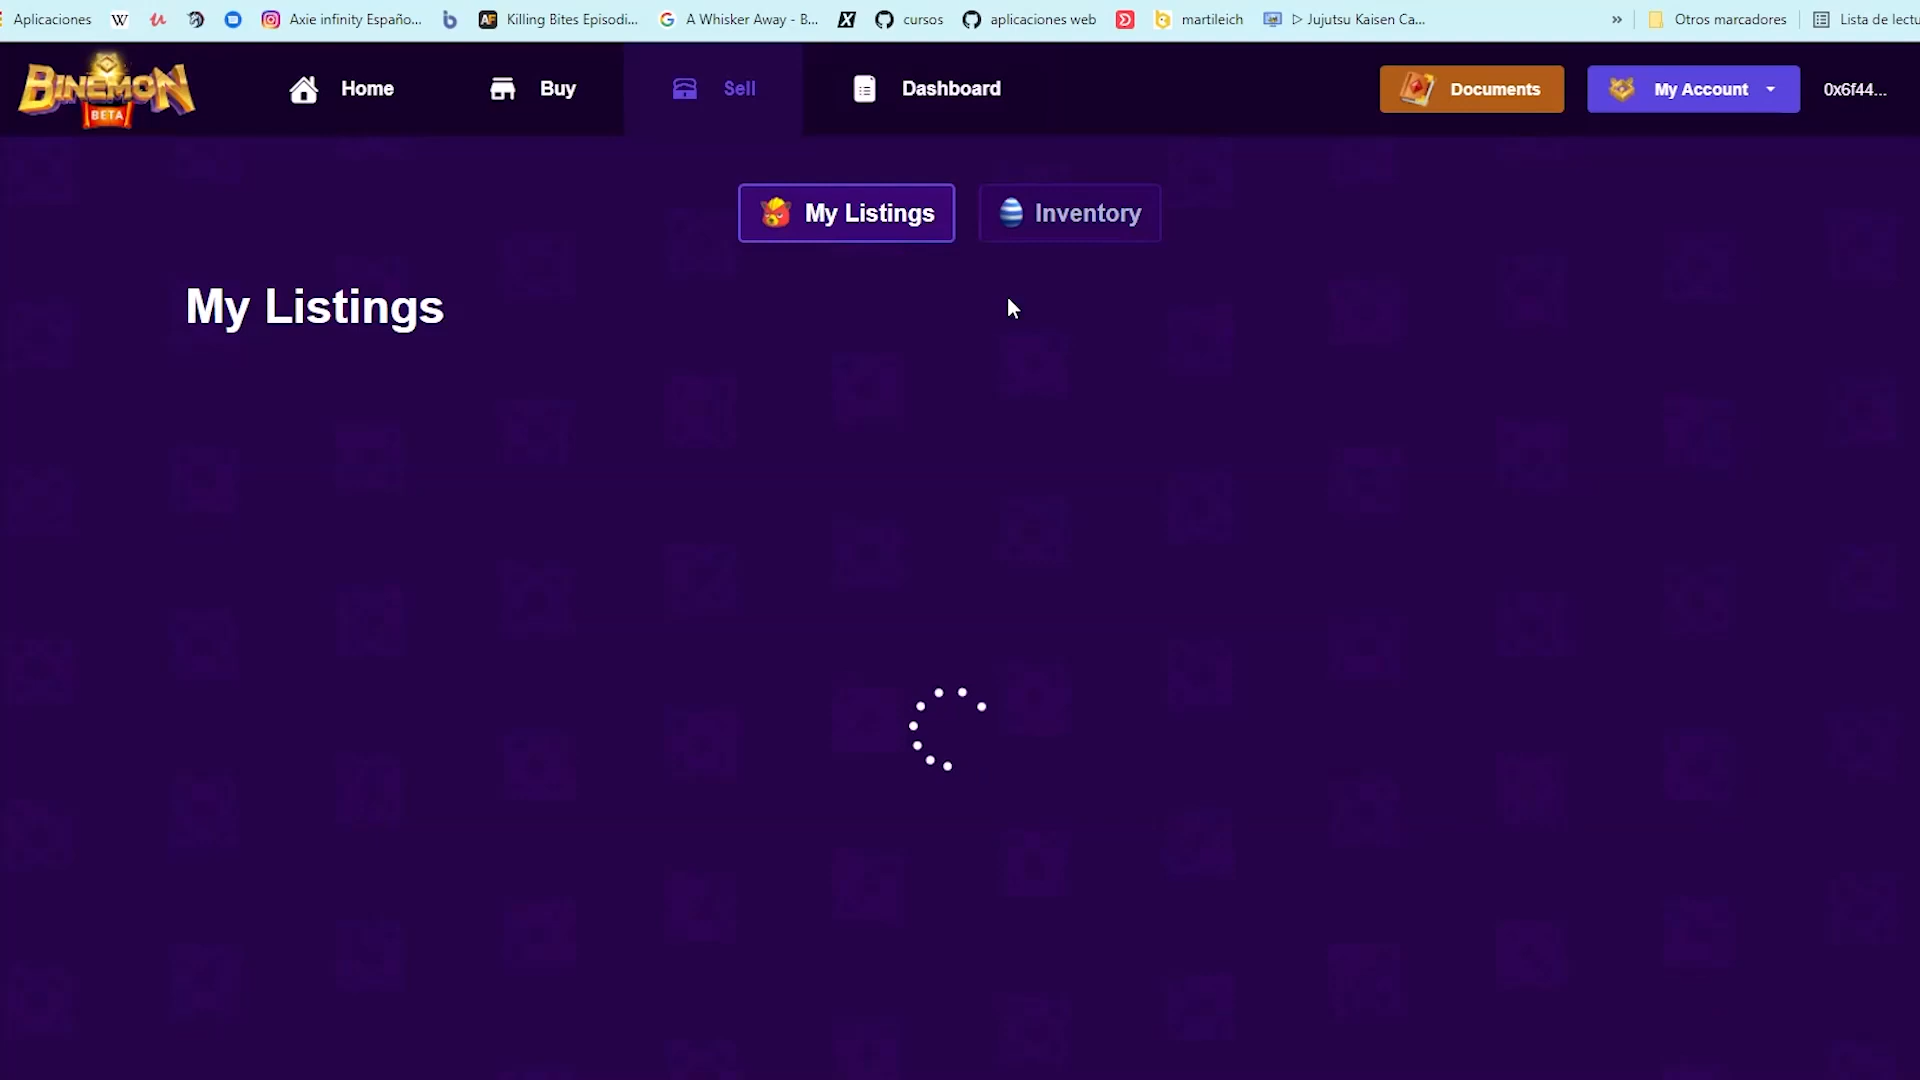 Aplicaciones Axie infinity Españo... Killing Bites Episodi... A Whisker Away - B... cursos aplicaciones web martileich ▷ Jujutsu Kaisen Ca... » Otros marcadores Lista de lectu
BINEMON
BETA
Home Buy Sell Dashboard Documents My Account 0x6f44...
My Listings Inventory
My Listings